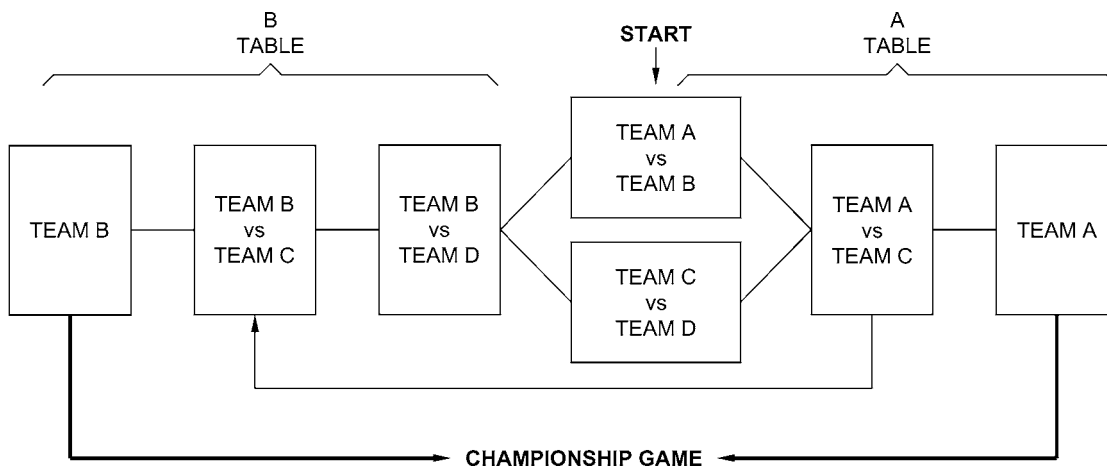 B
TABLE
START
A
TABLE
TEAM A
vs
TEAM B
TEAM B
TEAM B
vs
TEAM C
TEAM B
vs
TEAM D
TEAM C
vs
TEAM D
TEAM A
vs
TEAM C
TEAM A
CHAMPIONSHIP GAME